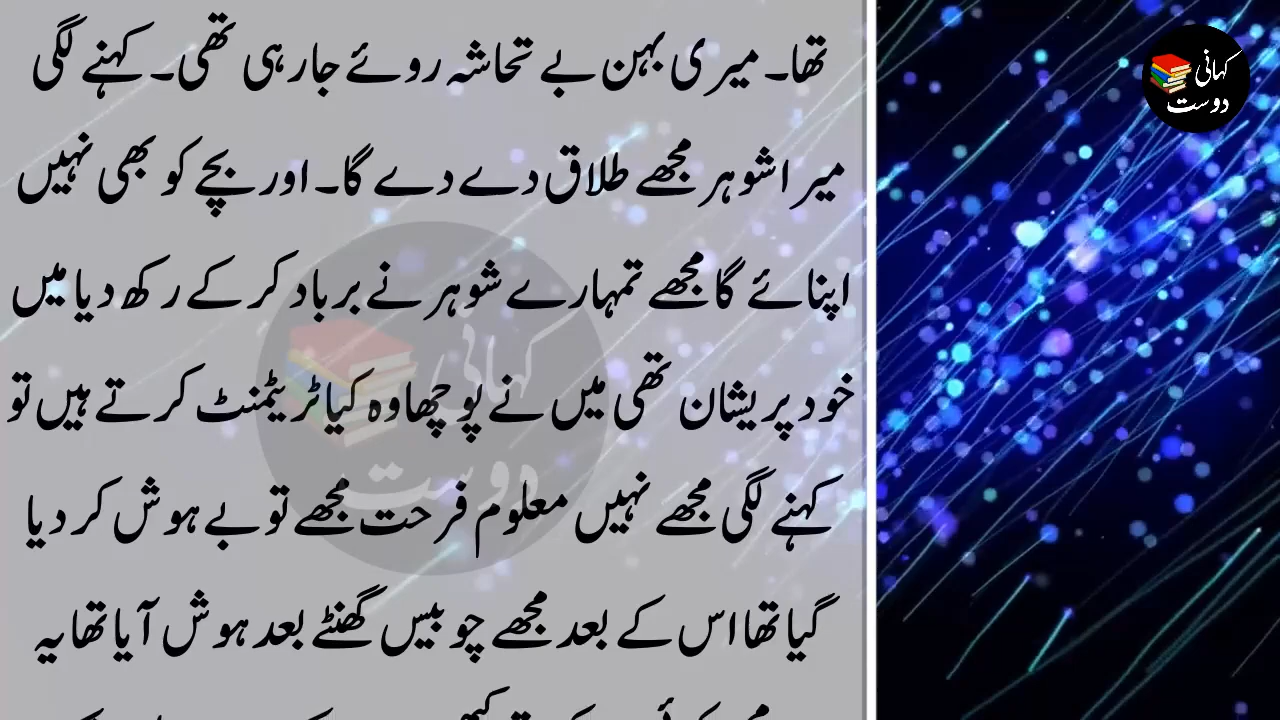 تھا۔ میری بہن بے تحاشہ روئے جارہی تھی۔ کہنے لگی
میرا شوہر مجھے طلاق دے دے گا۔ اور بچے کو بھی نہیں
اپنائے گا مجھے تمہارے شوہر نے برباد کر کے رکھ دیا میں
خود پریشان تھی میں نے پوچھا وہ کیا ٹریٹمنٹ کرتے ہیں تو
کہنے لگی مجھے نہیں معلوم فرحت مجھے تو بے ہوش کر دیا
گیا تھا اس کے بعد مجھے چوبیس گھنٹے بعد ہوش آیا تھا یہ
کہانی
دوست
کہانی
دوست